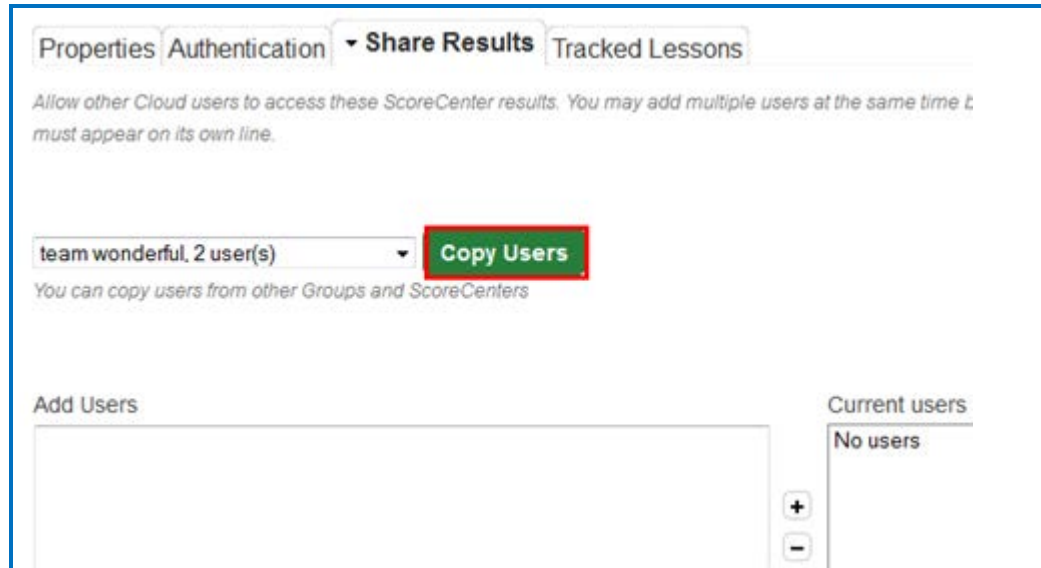 Properties Authentication Share Results Tracked Lessons
Allow other Cloud users to access these ScoreCenter results. You may add multiple users at the same time
must appear on its own line.
team wonderful, 2 user(s) Copy Users
You can copy users from other Groups and ScoreCenters
Add Users Current users
No users
+
-